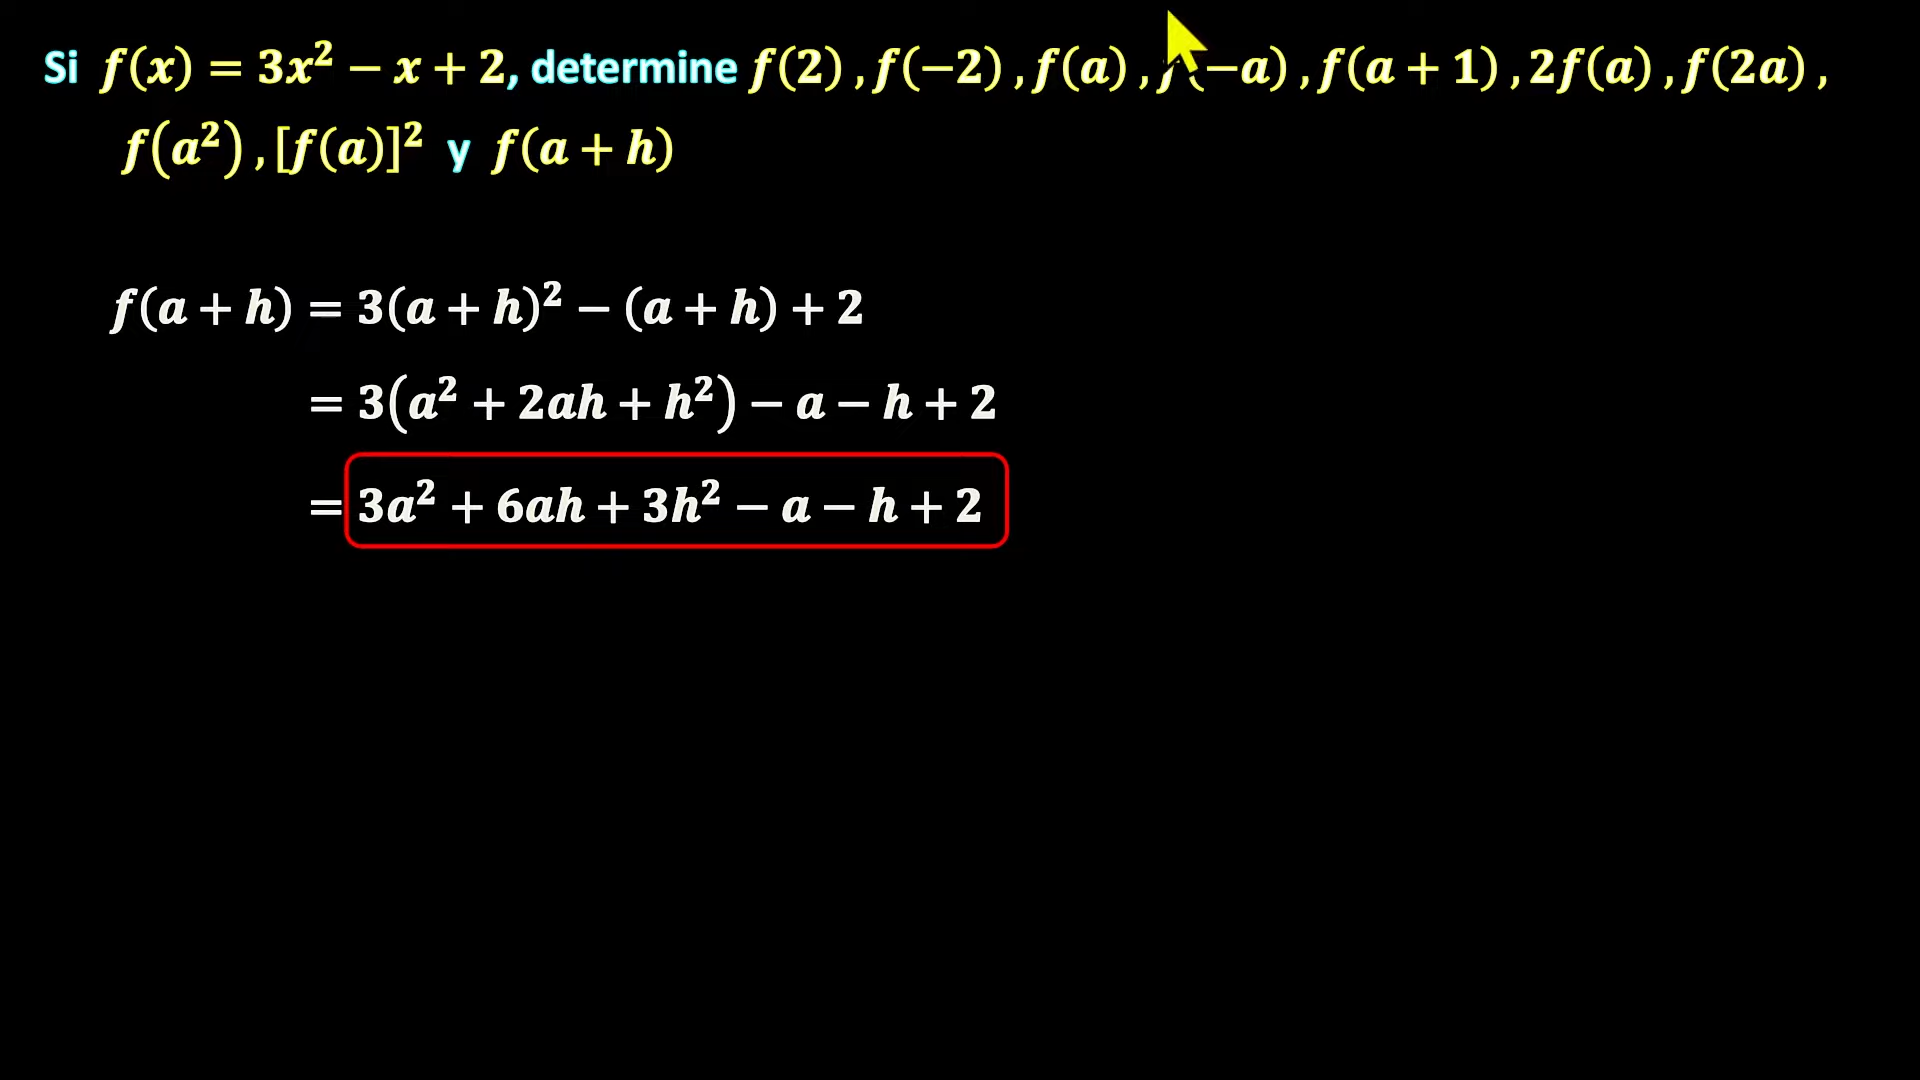 Si f(x) = 3x² − x + 2, determine f(2) , f(−2) , f(a) , f(−a) , f(a + 1) , 2f(a) , f(2a) ,
f(a²) , [f(a)]² y f(a + h)
f(a + h) = 3(a + h)² − (a + h) + 2
= 3(a² + 2ah + h²) − a − h + 2
= 3a² + 6ah + 3h² − a − h + 2